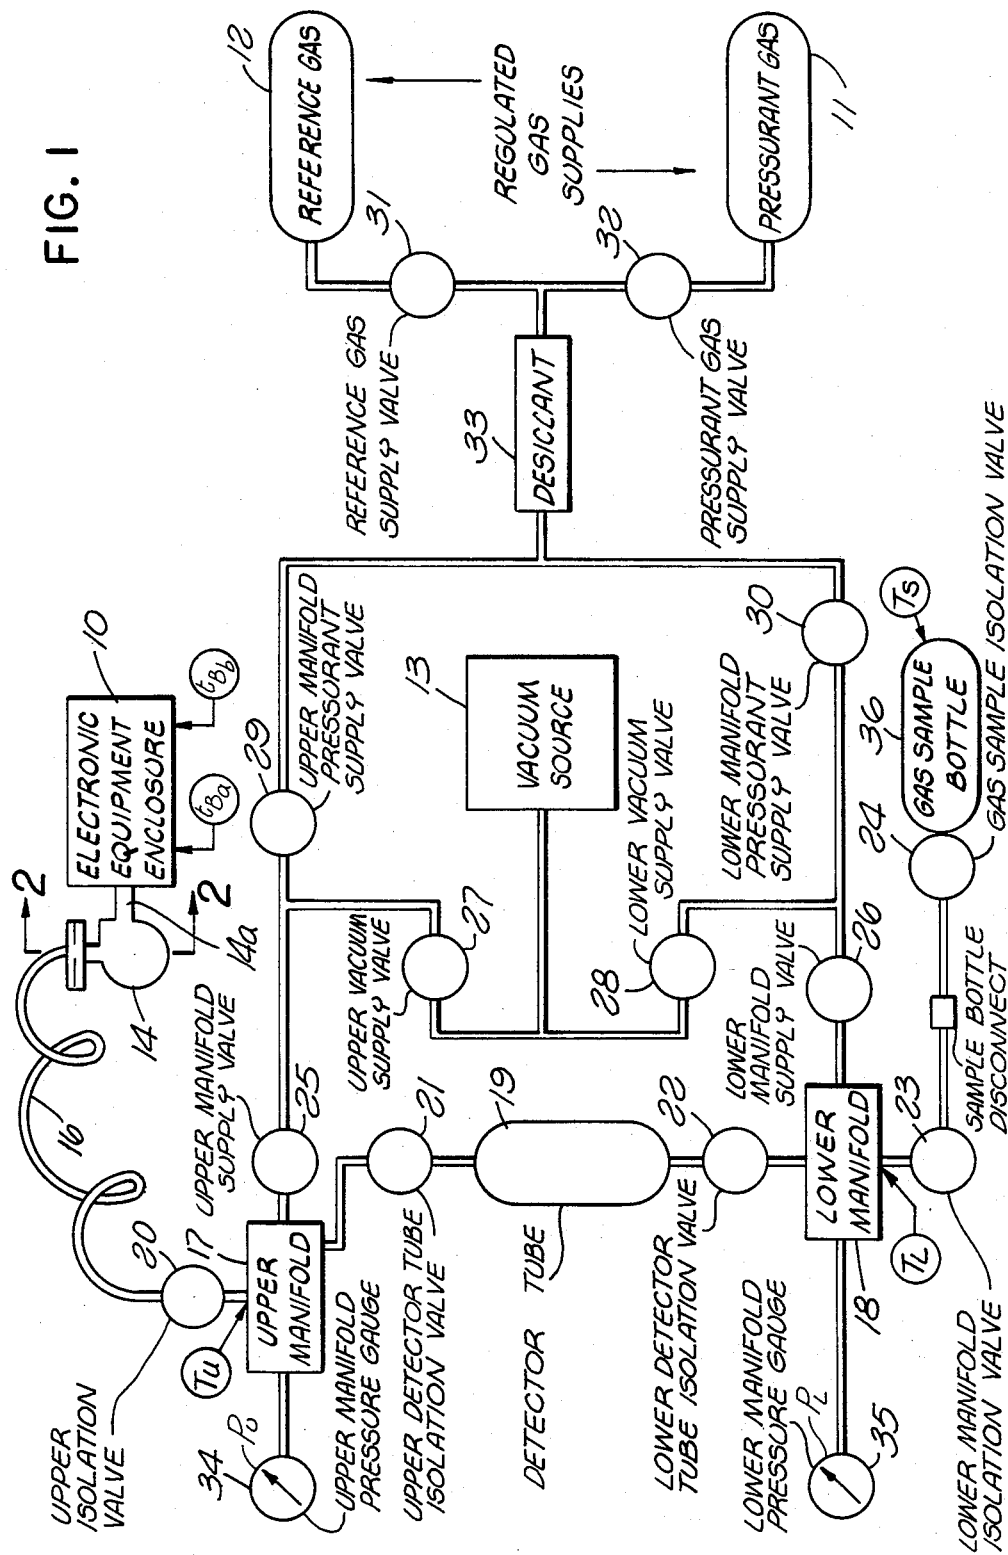 FIG. 1
12
REFERENCE GAS
REGULATED
GAS
SUPPLIES
PRESSURANT GAS
11
31
REFERENCE GAS
SUPPLY VALVE
32
PRESSURANT GAS
SUPPLY VALVE
33
DESICCANT
10
ELECTRONIC
EQUIPMENT
ENCLOSURE
tBa
tBb
2
2
14a
14
16
29
UPPER MANIFOLD
PRESSURANT
SUPPLY VALVE
13
VACUUM
SOURCE
30
LOWER MANIFOLD
PRESSURANT
SUPPLY VALVE
TS
36
GAS SAMPLE
BOTTLE
24
GAS SAMPLE ISOLATION VALVE
27
UPPER VACUUM
SUPPLY VALVE
28
LOWER VACUUM
SUPPLY VALVE
26
LOWER
MANIFOLD
SUPPLY VALVE
SAMPLE BOTTLE
DISCONNECT
UPPER MANIFOLD
SUPPLY VALVE
25
21
19
22
23
20
17
UPPER
MANIFOLD
LOWER
MANIFOLD
18
TU
TL
UPPER
ISOLATION
VALVE
34
PU
UPPER MANIFOLD
PRESSURE GAUGE
UPPER DETECTOR TUBE
ISOLATION VALVE
DETECTOR TUBE
LOWER DETECTOR
TUBE ISOLATION VALVE
LOWER MANIFOLD
PRESSURE GAUGE
PL
35
LOWER MANIFOLD
ISOLATION VALVE